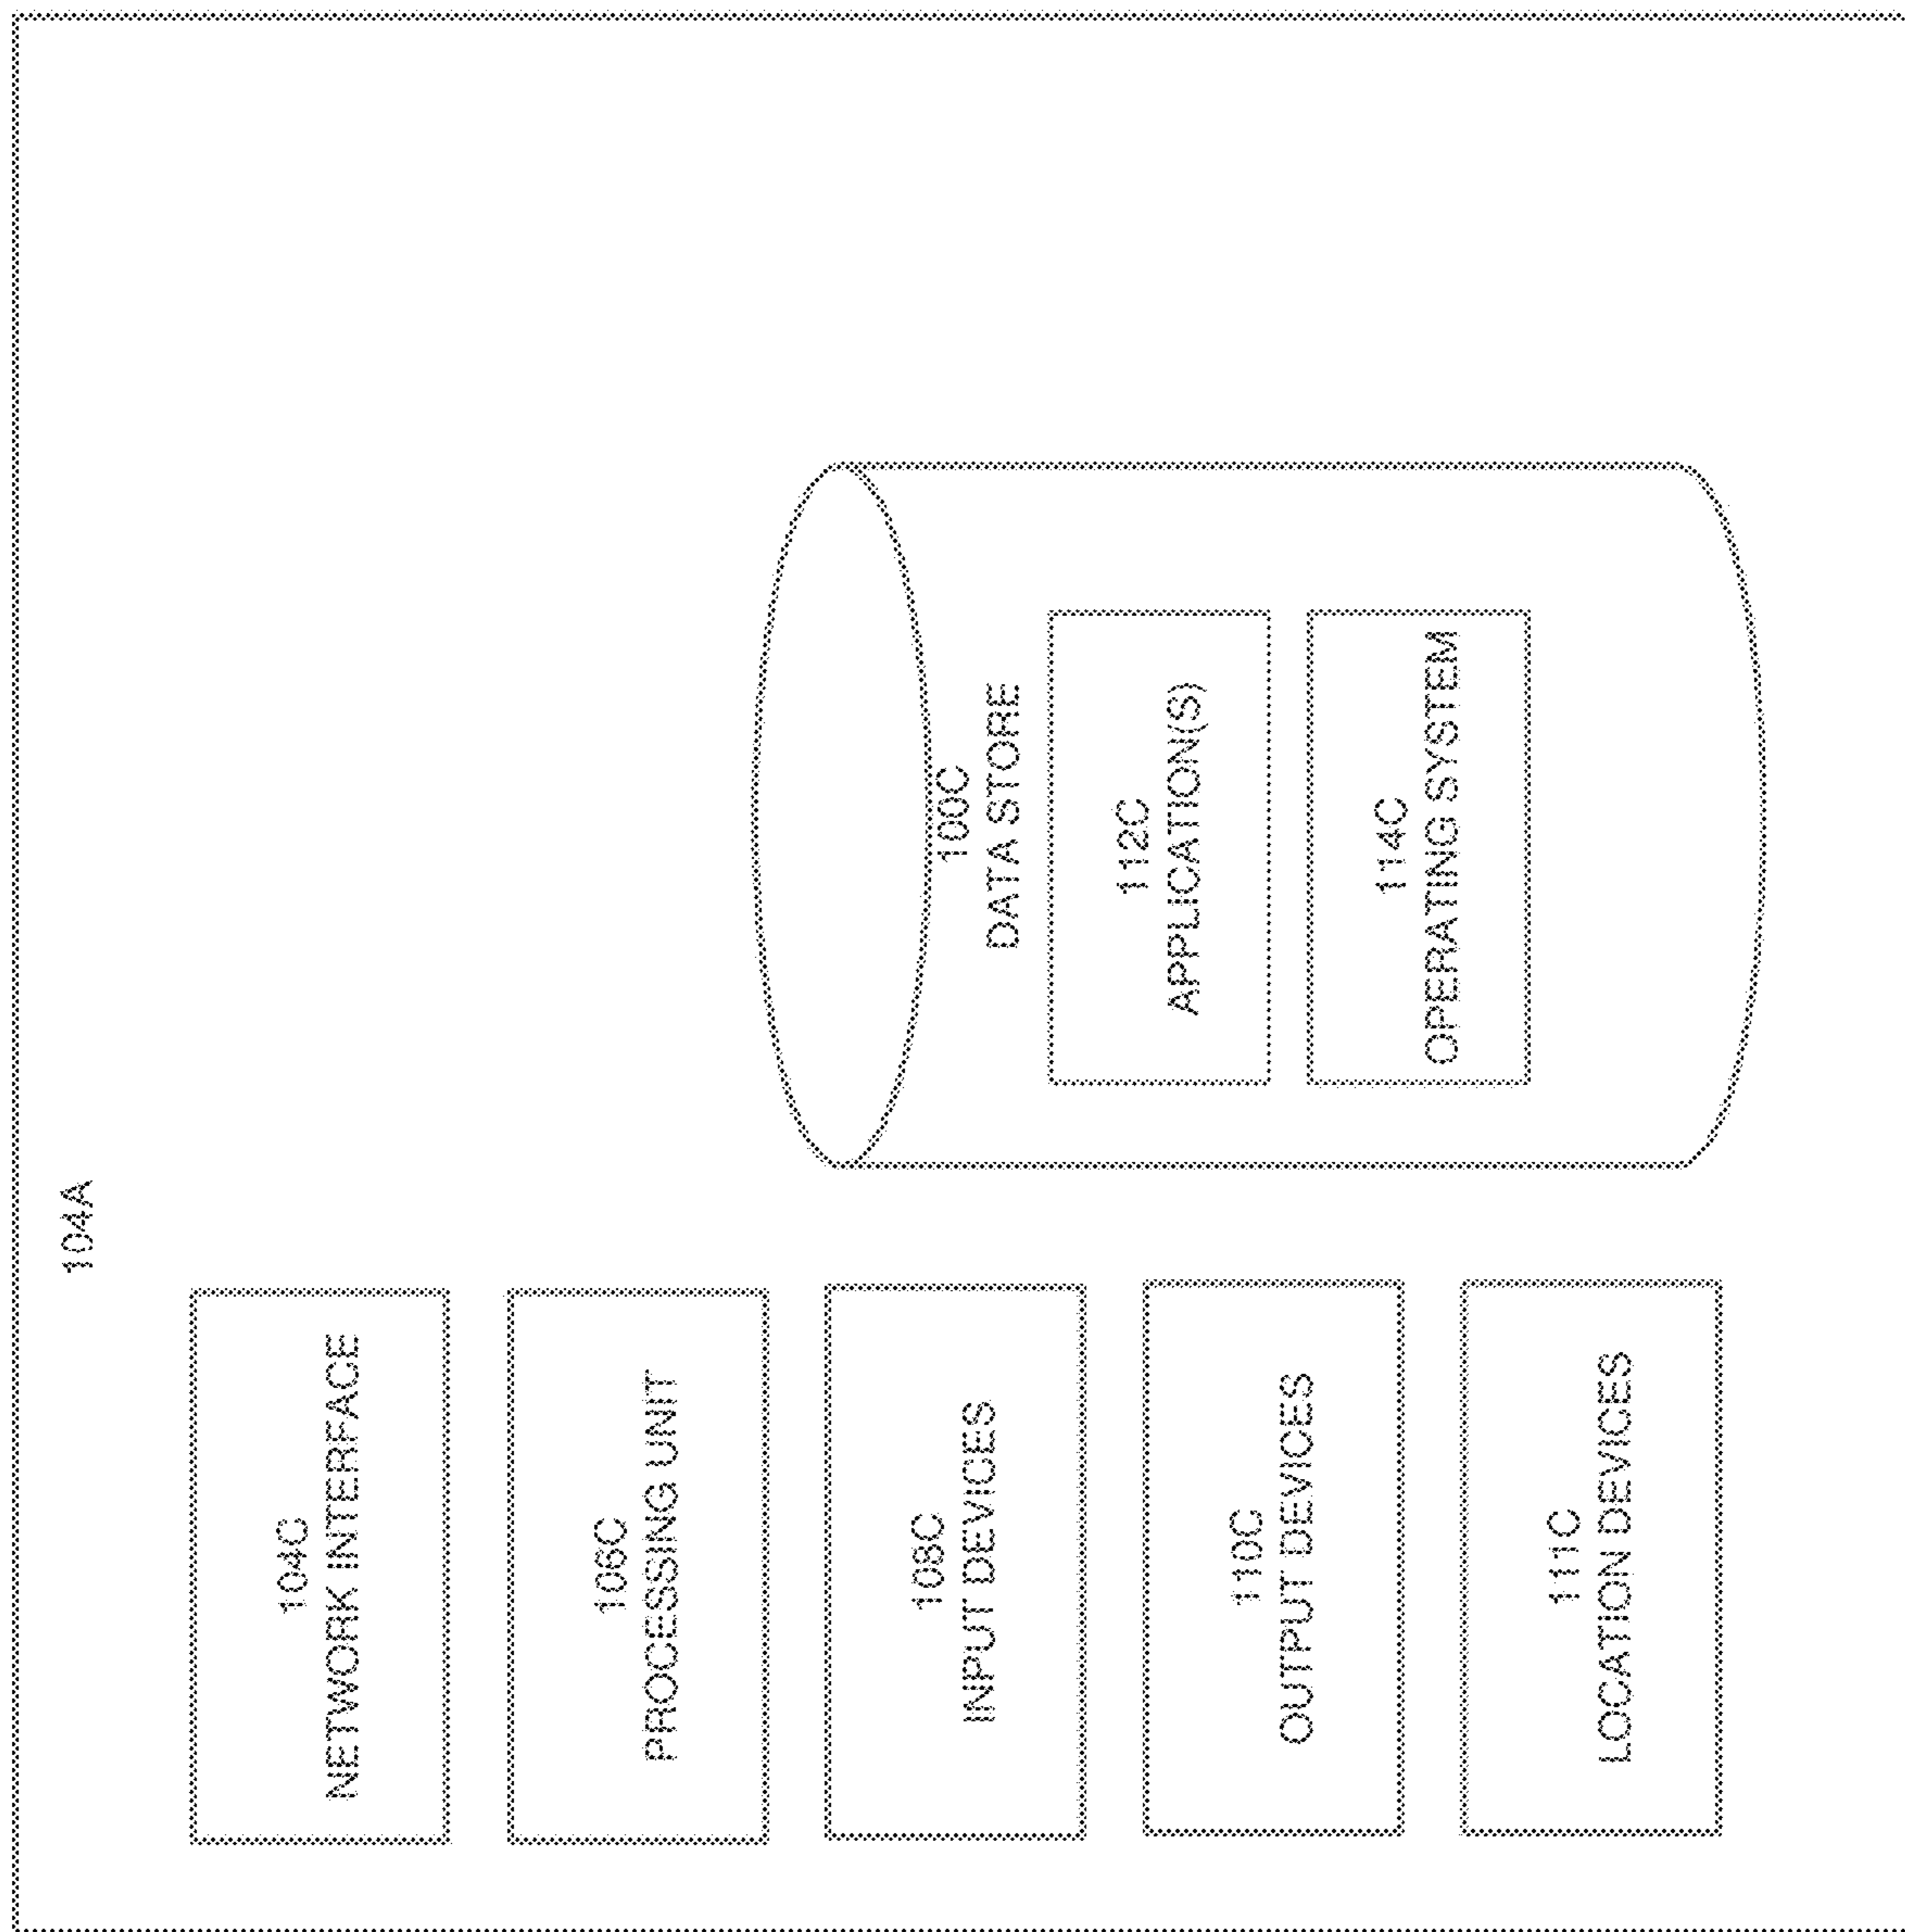 104A
104C
NETWORK INTERFACE
106C
PROCESSING UNIT
108C
INPUT DEVICES
110C
OUTPUT DEVICES
111C
LOCATION DEVICES
100C
DATA STORE
112C
APPLICATION(S)
114C
OPERATING SYSTEM